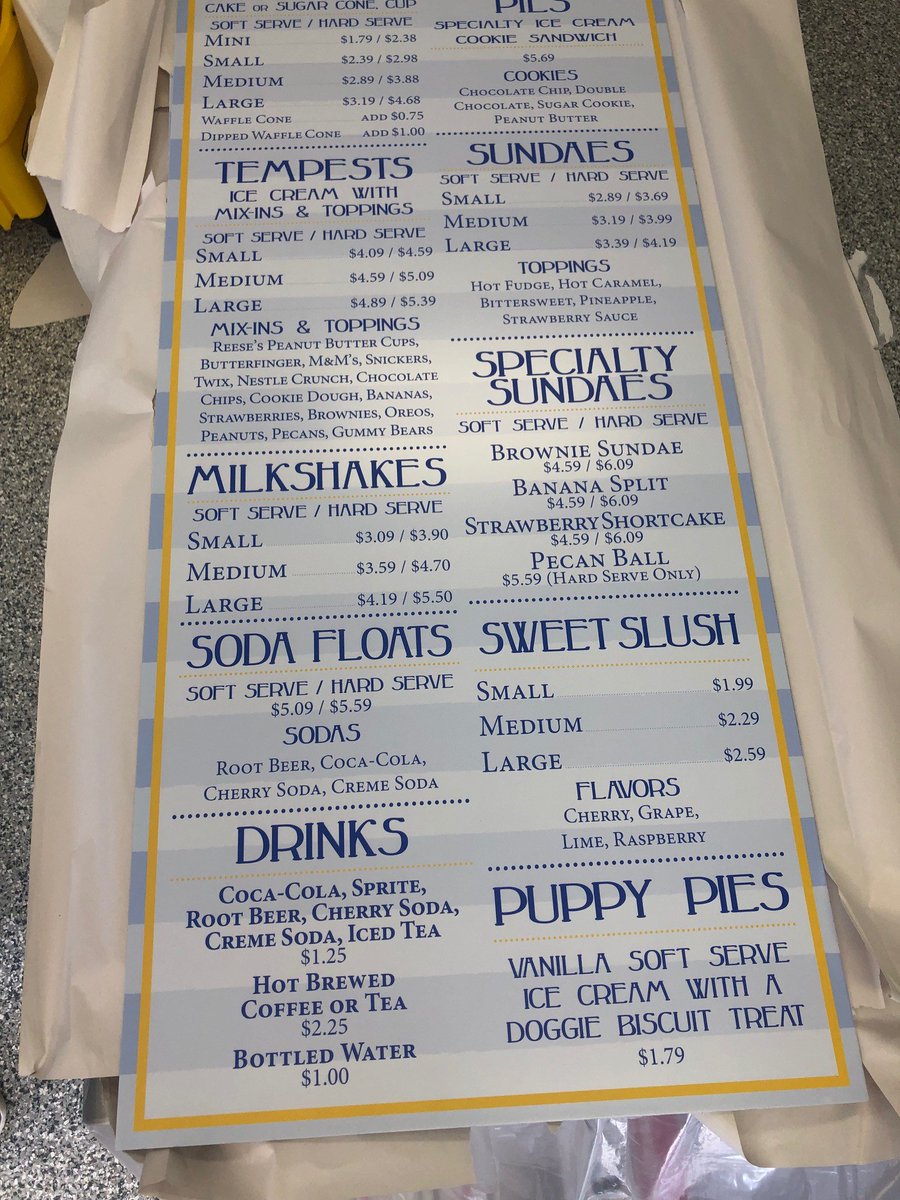 CAKE OR SUGAR CONE, CUP
SOFT SERVE / HARD SERVE
MINI $1.79 / $2.38
SMALL $2.39 / $2.98
MEDIUM $2.89 / $3.88
LARGE $3.19 / $4.68
WAFFLE CONE ADD $0.75
DIPPED WAFFLE CONE ADD $1.00
TEMPESTS
ICE CREAM WITH
MIX-INS & TOPPINGS
SOFT SERVE / HARD SERVE
SMALL $4.09 / $4.59
MEDIUM $4.59 / $5.09
LARGE $4.89 / $5.39
MIX-INS & TOPPINGS
REESE'S PEANUT BUTTER CUPS,
BUTTERFINGER, M&M'S, SNICKERS,
TWIX, NESTLE CRUNCH, CHOCOLATE
CHIPS, COOKIE DOUGH, BANANAS,
STRAWBERRIES, BROWNIES, OREOS,
PEANUTS, PECANS, GUMMY BEARS
MILKSHAKES
SOFT SERVE / HARD SERVE
SMALL $3.09 / $3.90
MEDIUM $3.59 / $4.70
LARGE $4.19 / $5.50
SODA FLOATS
SOFT SERVE / HARD SERVE
$5.09 / $5.59
SODAS
ROOT BEER, COCA-COLA,
CHERRY SODA, CREME SODA
DRINKS
COCA-COLA, SPRITE,
ROOT BEER, CHERRY SODA,
CREME SODA, ICED TEA
$1.25
HOT BREWED
COFFEE OR TEA
$2.25
BOTTLED WATER
$1.00
PIES
SPECIALTY ICE CREAM
COOKIE SANDWICH
$5.69
COOKIES
CHOCOLATE CHIP, DOUBLE
CHOCOLATE, SUGAR COOKIE,
PEANUT BUTTER
SUNDAES
SOFT SERVE / HARD SERVE
SMALL $2.89 / $3.69
MEDIUM $3.19 / $3.99
LARGE $3.39 / $4.19
TOPPINGS
HOT FUDGE, HOT CARAMEL,
BITTERSWEET, PINEAPPLE,
STRAWBERRY SAUCE
SPECIALTY
SUNDAES
SOFT SERVE / HARD SERVE
BROWNIE SUNDAE
$4.59 / $6.09
BANANA SPLIT
$4.59 / $6.09
STRAWBERRY SHORTCAKE
$4.59 / $6.09
PECAN BALL
$5.59 (HARD SERVE ONLY)
SWEET SLUSH
SMALL $1.99
MEDIUM $2.29
LARGE $2.59
FLAVORS
CHERRY, GRAPE,
LIME, RASPBERRY
PUPPY PIES
VANILLA SOFT SERVE
ICE CREAM WITH A
DOGGIE BISCUIT TREAT
$1.79